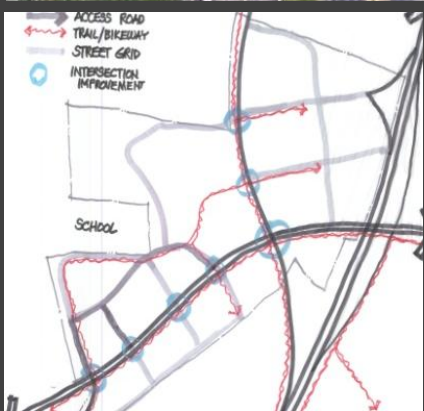 ACCESS ROAD
TRAIL/BIKEWAY
STREET GRID
INTERSECTION
IMPROVEMENT
SCHOOL